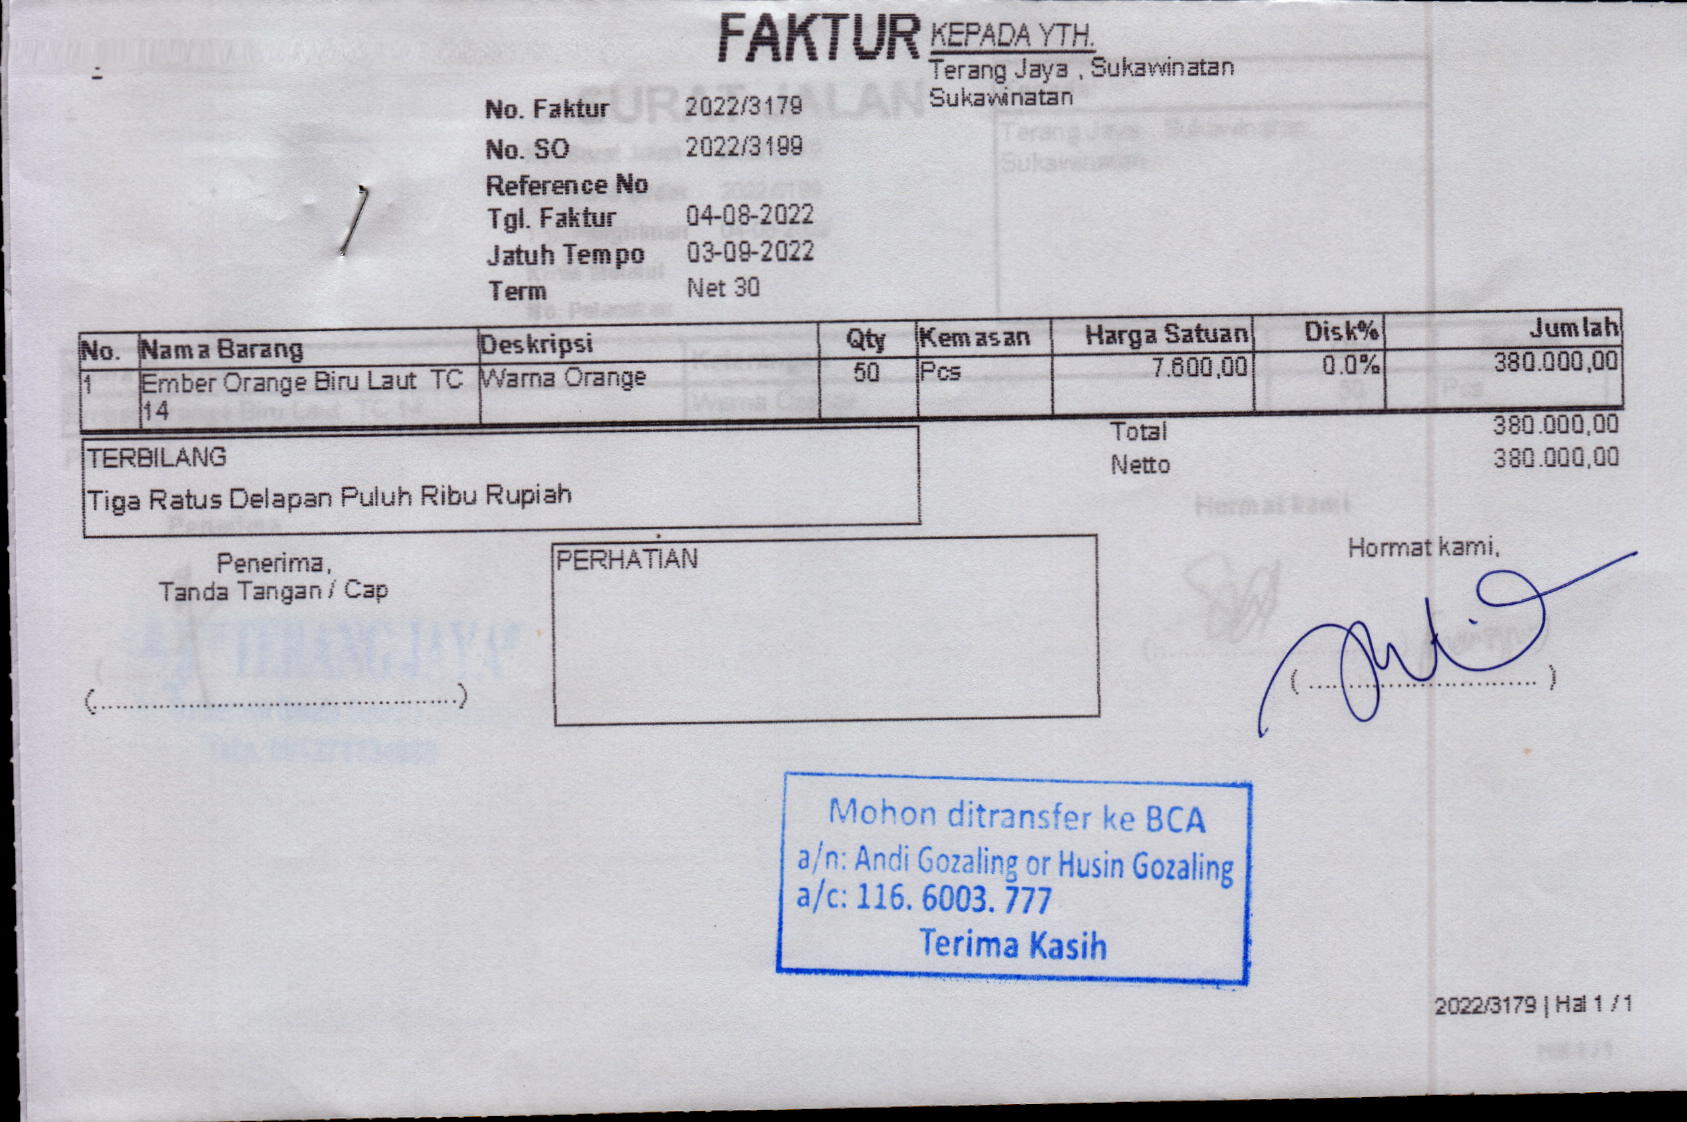 FAKTUR
KEPADA YTH.
Terang Jaya , Sukawinatan
Sukawinatan
No. Faktur 2022/3179
No. SO 2022/3199
Reference No
Tgl. Faktur 04-08-2022
Jatuh Tempo 03-09-2022
Term Net 30
No. Nama Barang Deskripsi Qty Kemasan Harga Satuan Disk% Jumlah
1 Ember Orange Biru Laut TC Warna Orange 50 Pcs 7.600,00 0.0% 380.000,00
14
Total 380.000,00
Netto 380.000,00
TERBILANG
Tiga Ratus Delapan Puluh Ribu Rupiah
Penerima,
Tanda Tangan / Cap
(..................................................)
PERHATIAN
Hormat kami,
( ................................ )
Mohon ditransfer ke BCA
a/n: Andi Gozaling or Husin Gozaling
a/c: 116. 6003. 777
Terima Kasih
2022/3179 | Hal 1 / 1